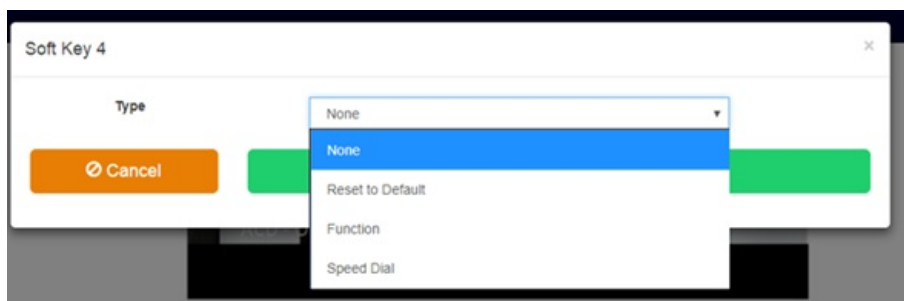 Soft Key 4
×
Type
None
None
Cancel
Reset to Default
Function
Speed Dial